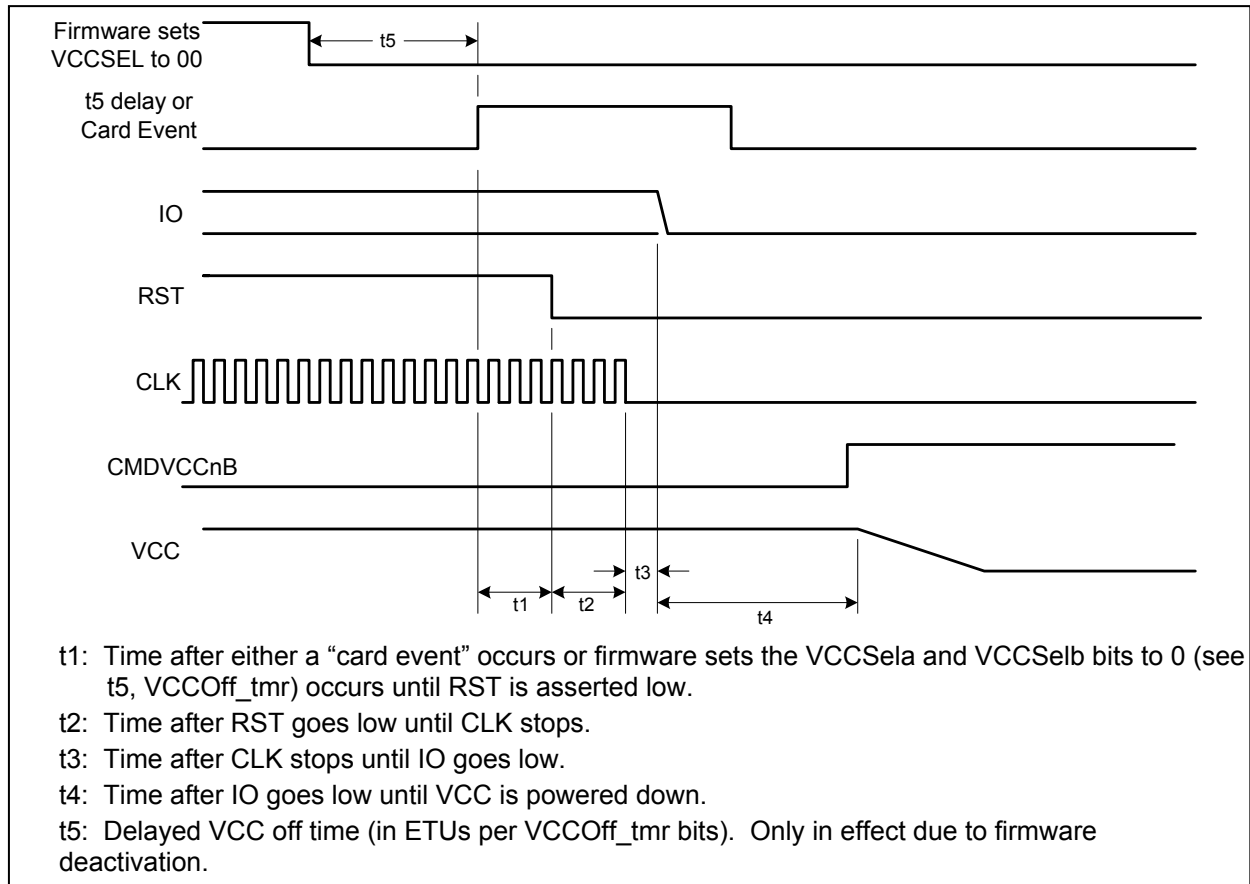 Firmware sets
VCCSEL to 00
t5
t5 delay or
Card Event
IO
RST
CLK
CMDVCCnB
VCC
t3
t1
t2
t4
t1: Time after either a “card event” occurs or firmware sets the VCCSela and VCCSelb bits to 0 (see
t5, VCCOff_tmr) occurs until RST is asserted low.
t2: Time after RST goes low until CLK stops.
t3: Time after CLK stops until IO goes low.
t4: Time after IO goes low until VCC is powered down.
t5: Delayed VCC off time (in ETUs per VCCOff_tmr bits). Only in effect due to firmware
deactivation.